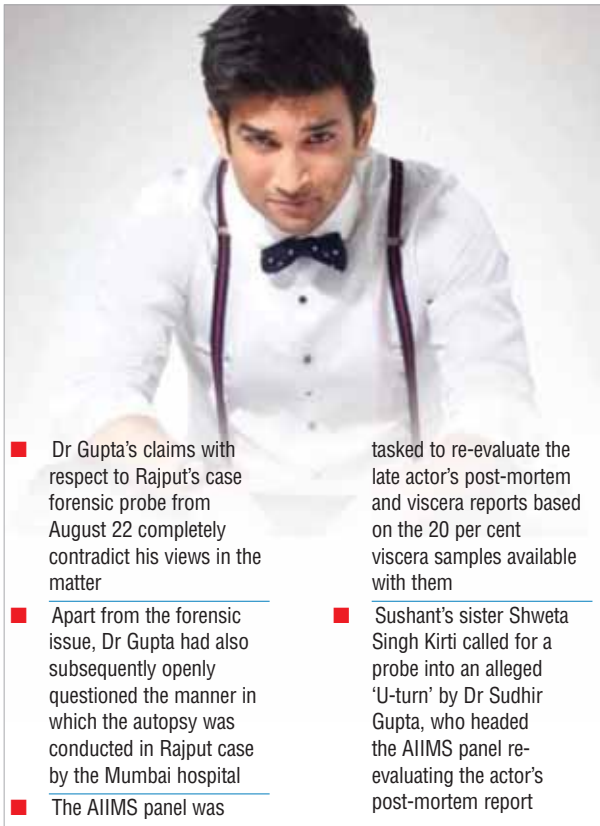 Dr Gupta's claims with
respect to Rajput's case
forensic probe from
August 22 completely
contradict his views in the
matter
Apart from the forensic
issue, Dr Gupta had also
subsequently openly
questioned the manner in
which the autopsy was
conducted in Rajput case
by the Mumbai hospital
The AIIMS panel was
tasked to re-evaluate the
late actor's post-mortem
and viscera reports based
on the 20 per cent
viscera samples available
with them
Sushant's sister Shweta
Singh Kirti called for a
probe into an alleged
‘U-turn’ by Dr Sudhir
Gupta, who headed
the AIIMS panel re-
evaluating the actor's
post-mortem report